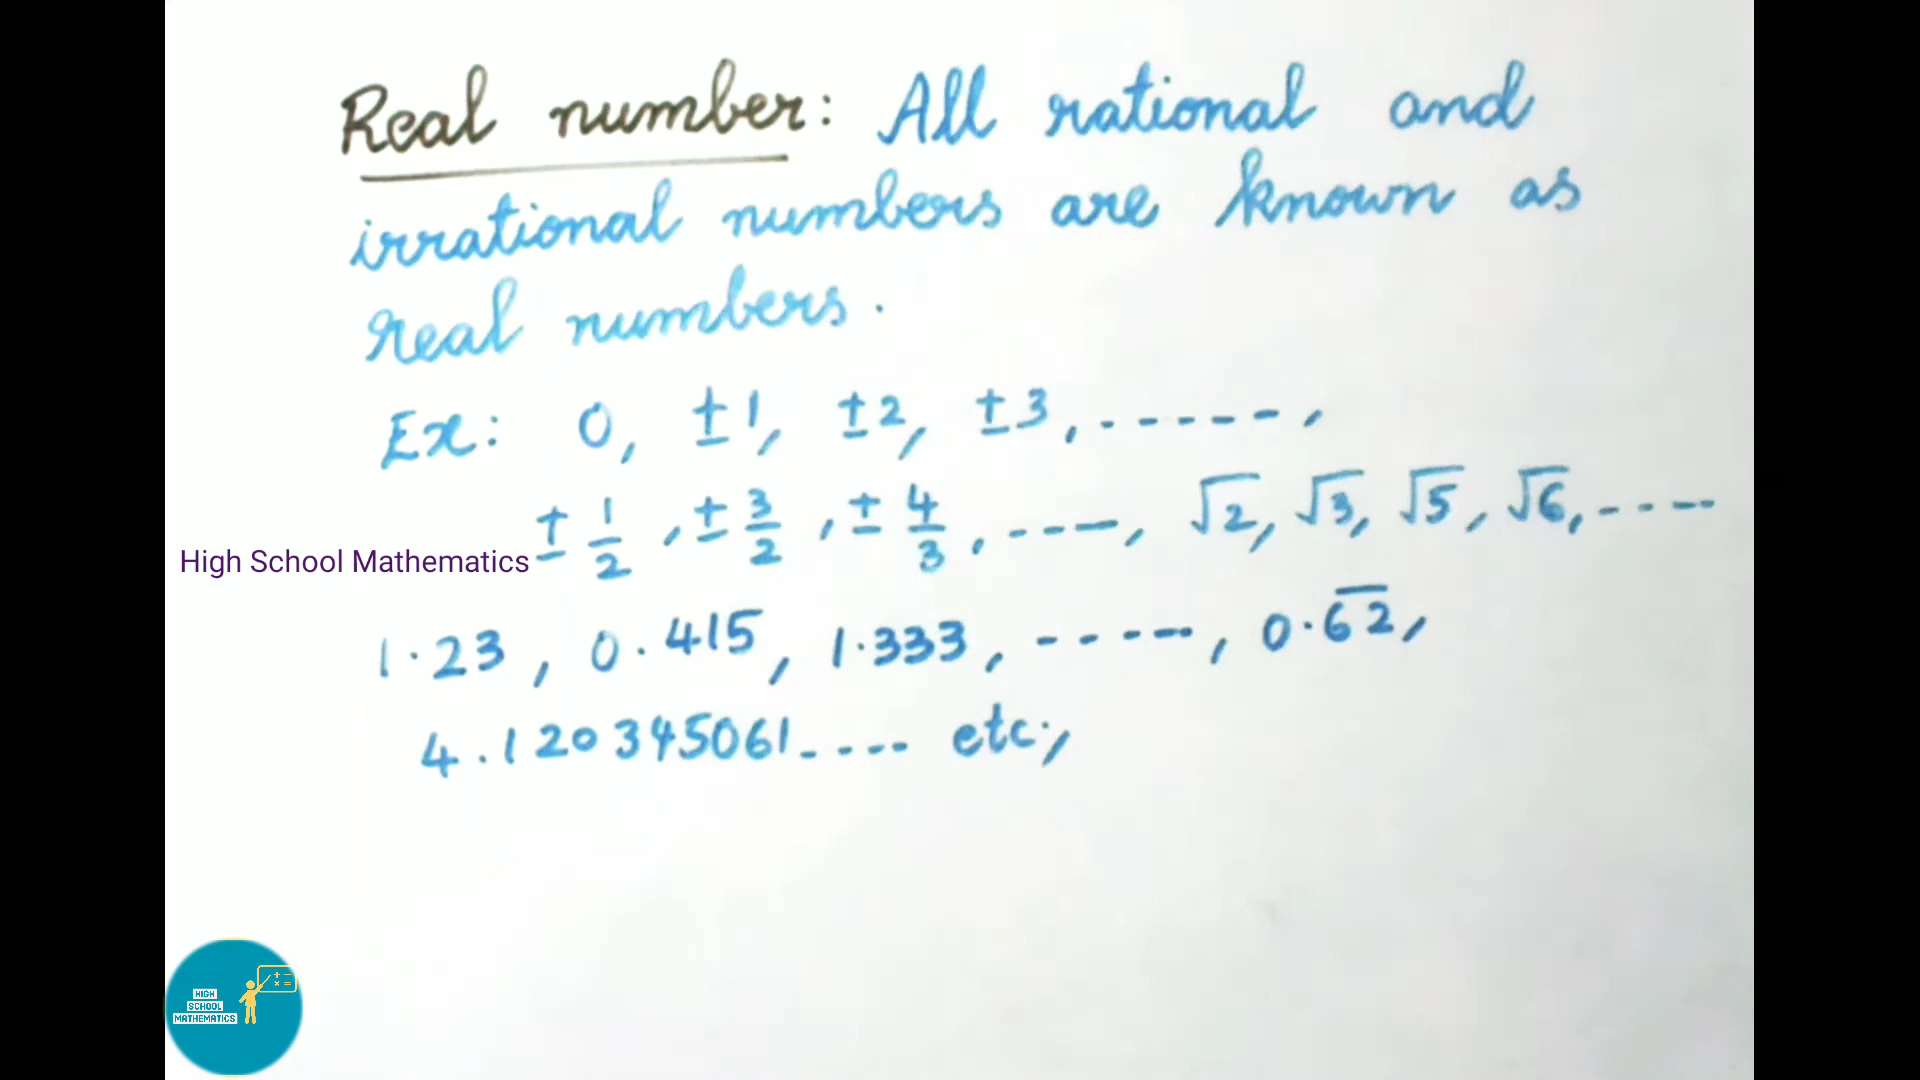 Real number: All rational and
irrational numbers are known as
real numbers.
Ex: 0, ±1, ±2, ±3, ------,
± 1/2, ± 3/2, ± 4/3, ----, √2, √3, √5, √6, ----
High School Mathematics
1.23, 0.415, 1.333, -----, 0.6̅2̅,
4.120345061---- etc.,
HIGH
SCHOOL
MATHEMATICS